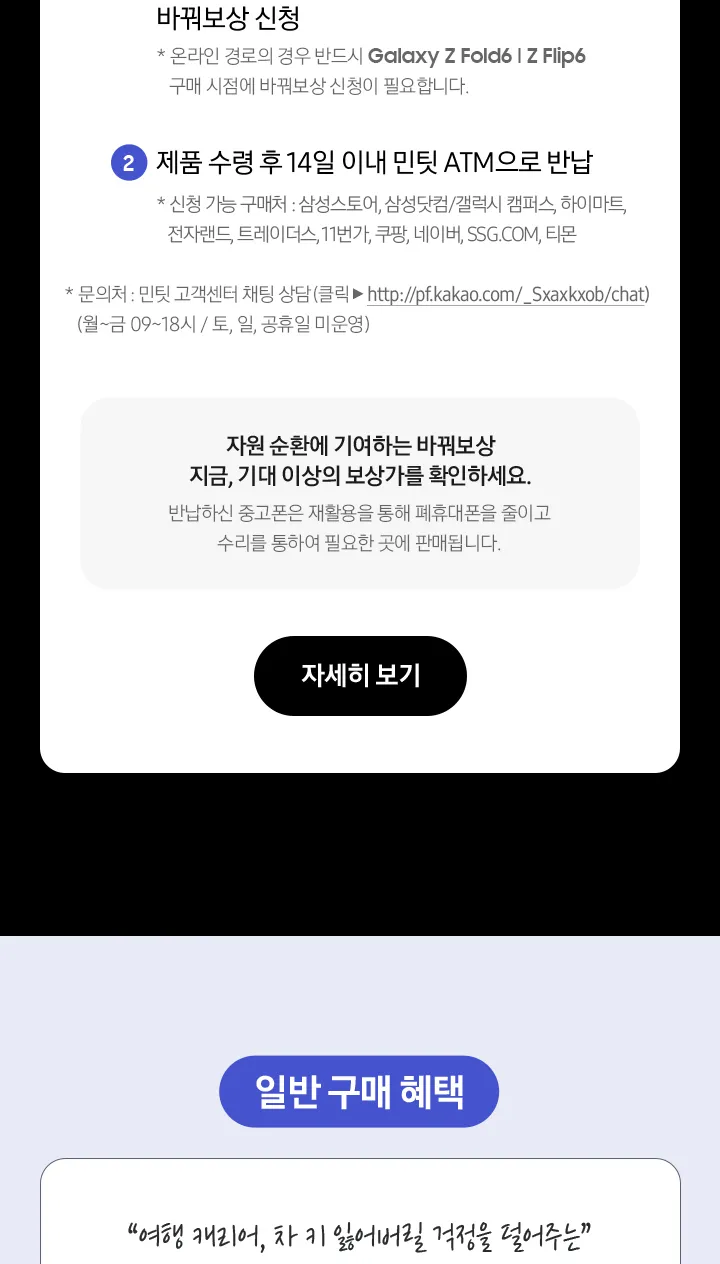 바꿔보상 신청
* 온라인 경로의 경우 반드시 Galaxy Z Fold6 l Z Flip6
구매 시점에 바꿔보상 신청이 필요합니다.
2 제품 수령 후 14일 이내 민팃 ATM으로 반납
* 신청 가능 구매처 : 삼성스토어, 삼성닷컴/갤럭시 캠퍼스, 하이마트,
전자랜드, 트레이더스, 11번가, 쿠팡, 네이버, SSG.COM, 티몬
* 문의처 : 민팃 고객센터 채팅 상담 (클릭 ▶ http://pf.kakao.com/_Sxaxkxob/chat)
(월~금 09~18시 / 토, 일, 공휴일 미운영)
자원 순환에 기여하는 바꿔보상
지금, 기대 이상의 보상가를 확인하세요.
반납하신 중고폰은 재활용을 통해 폐휴대폰을 줄이고
수리를 통하여 필요한 곳에 판매됩니다.
자세히 보기
일반 구매 혜택
“여행 캐리어, 차 키 잃어버릴 걱정을 덜어주는”